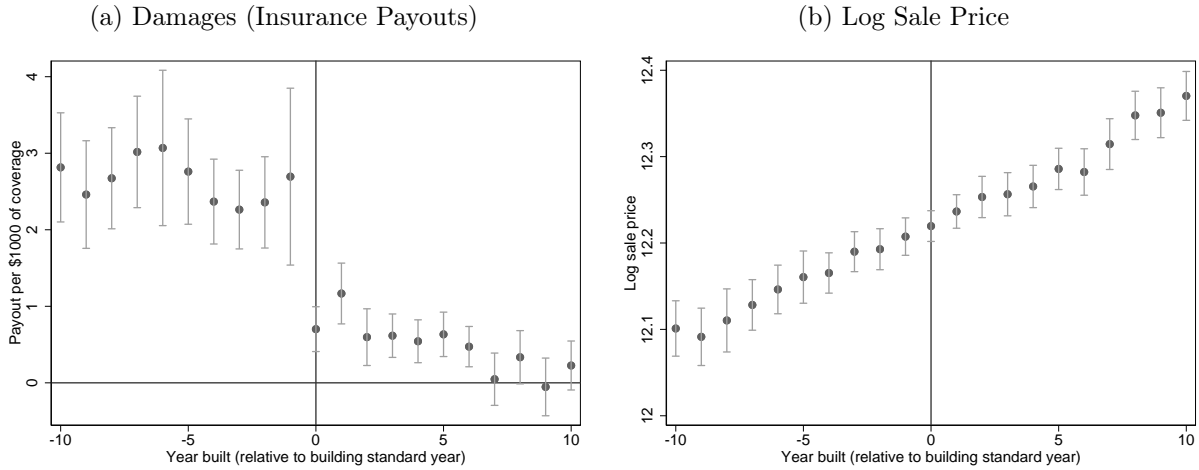 (a) Damages (Insurance Payouts)
Payout per $1000 of coverage
4
3
2
1
0
-10 -5 0 5 10
Year built (relative to building standard year)
(b) Log Sale Price
Log sale price
12.4
12.3
12.2
12.1
12
-10 -5 0 5 10
Year built (relative to building standard year)